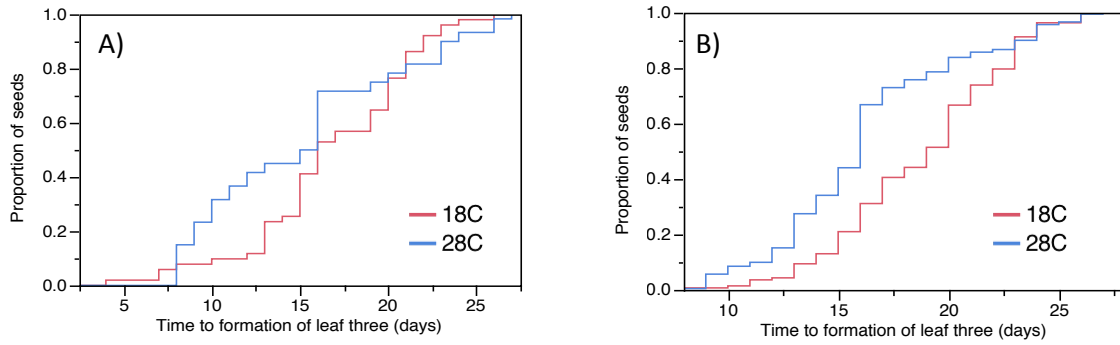 A)
Proportion of seeds
1.0
0.8
0.6
0.4
0.2
0.0
18C
28C
5 10 15 20 25
Time to formation of leaf three (days)
B)
Proportion of seeds
1.0
0.8
0.6
0.4
0.2
0.0
18C
28C
10 15 20 25
Time to formation of leaf three (days)